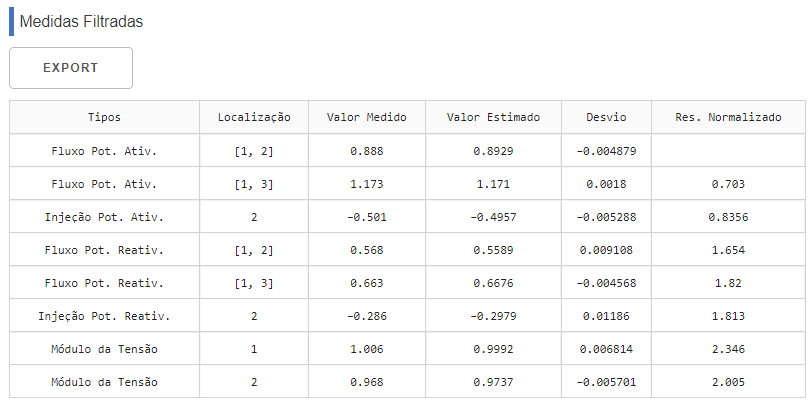 Medidas Filtradas
EXPORT
Tipos Localização Valor Medido Valor Estimado Desvio Res. Normalizado
Fluxo Pot. Ativ. [1, 2] 0.888 0.8929 −0.004879
Fluxo Pot. Ativ. [1, 3] 1.173 1.171 0.0018 0.703
Injeção Pot. Ativ. 2 −0.501 −0.4957 −0.005288 0.8356
Fluxo Pot. Reativ. [1, 2] 0.568 0.5589 0.009108 1.654
Fluxo Pot. Reativ. [1, 3] 0.663 0.6676 −0.004568 1.82
Injeção Pot. Reativ. 2 −0.286 −0.2979 0.01186 1.813
Módulo da Tensão 1 1.006 0.9992 0.006814 2.346
Módulo da Tensão 2 0.968 0.9737 −0.005701 2.005